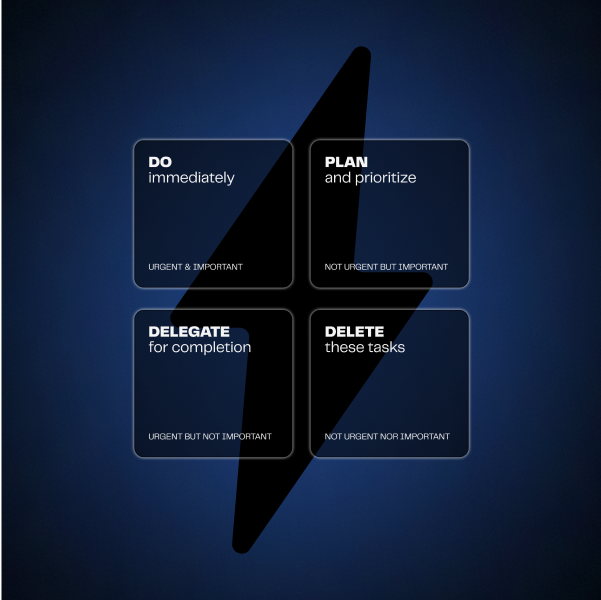 DO
immediately
URGENT & IMPORTANT
PLAN
and prioritize
NOT URGENT BUT IMPORTANT
DELEGATE
for completion
URGENT BUT NOT IMPORTANT
DELETE
these tasks
NOT URGENT NOR IMPORTANT